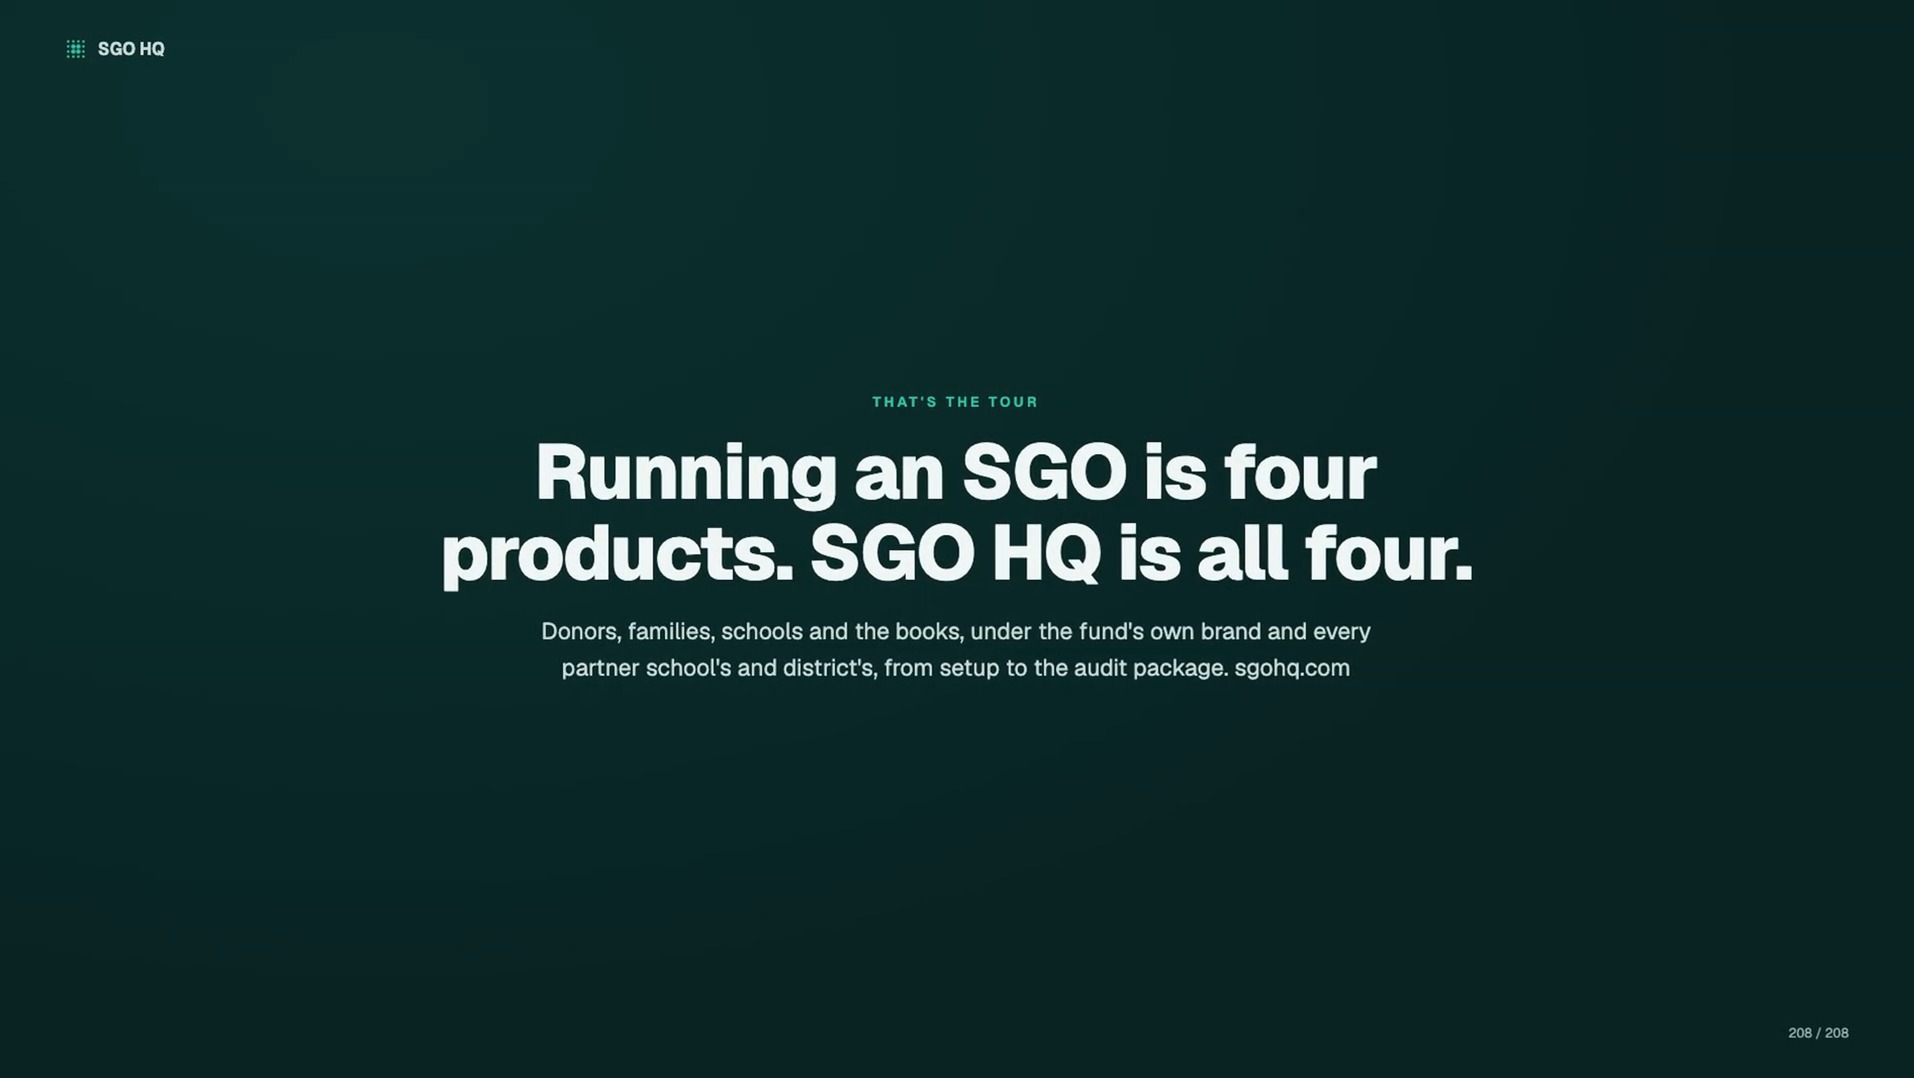 SGO HQ
THAT'S THE TOUR
Running an SGO is four
products. SGO HQ is all four.
Donors, families, schools and the books, under the fund's own brand and every
partner school's and district's, from setup to the audit package. sgohq.com
208 / 208